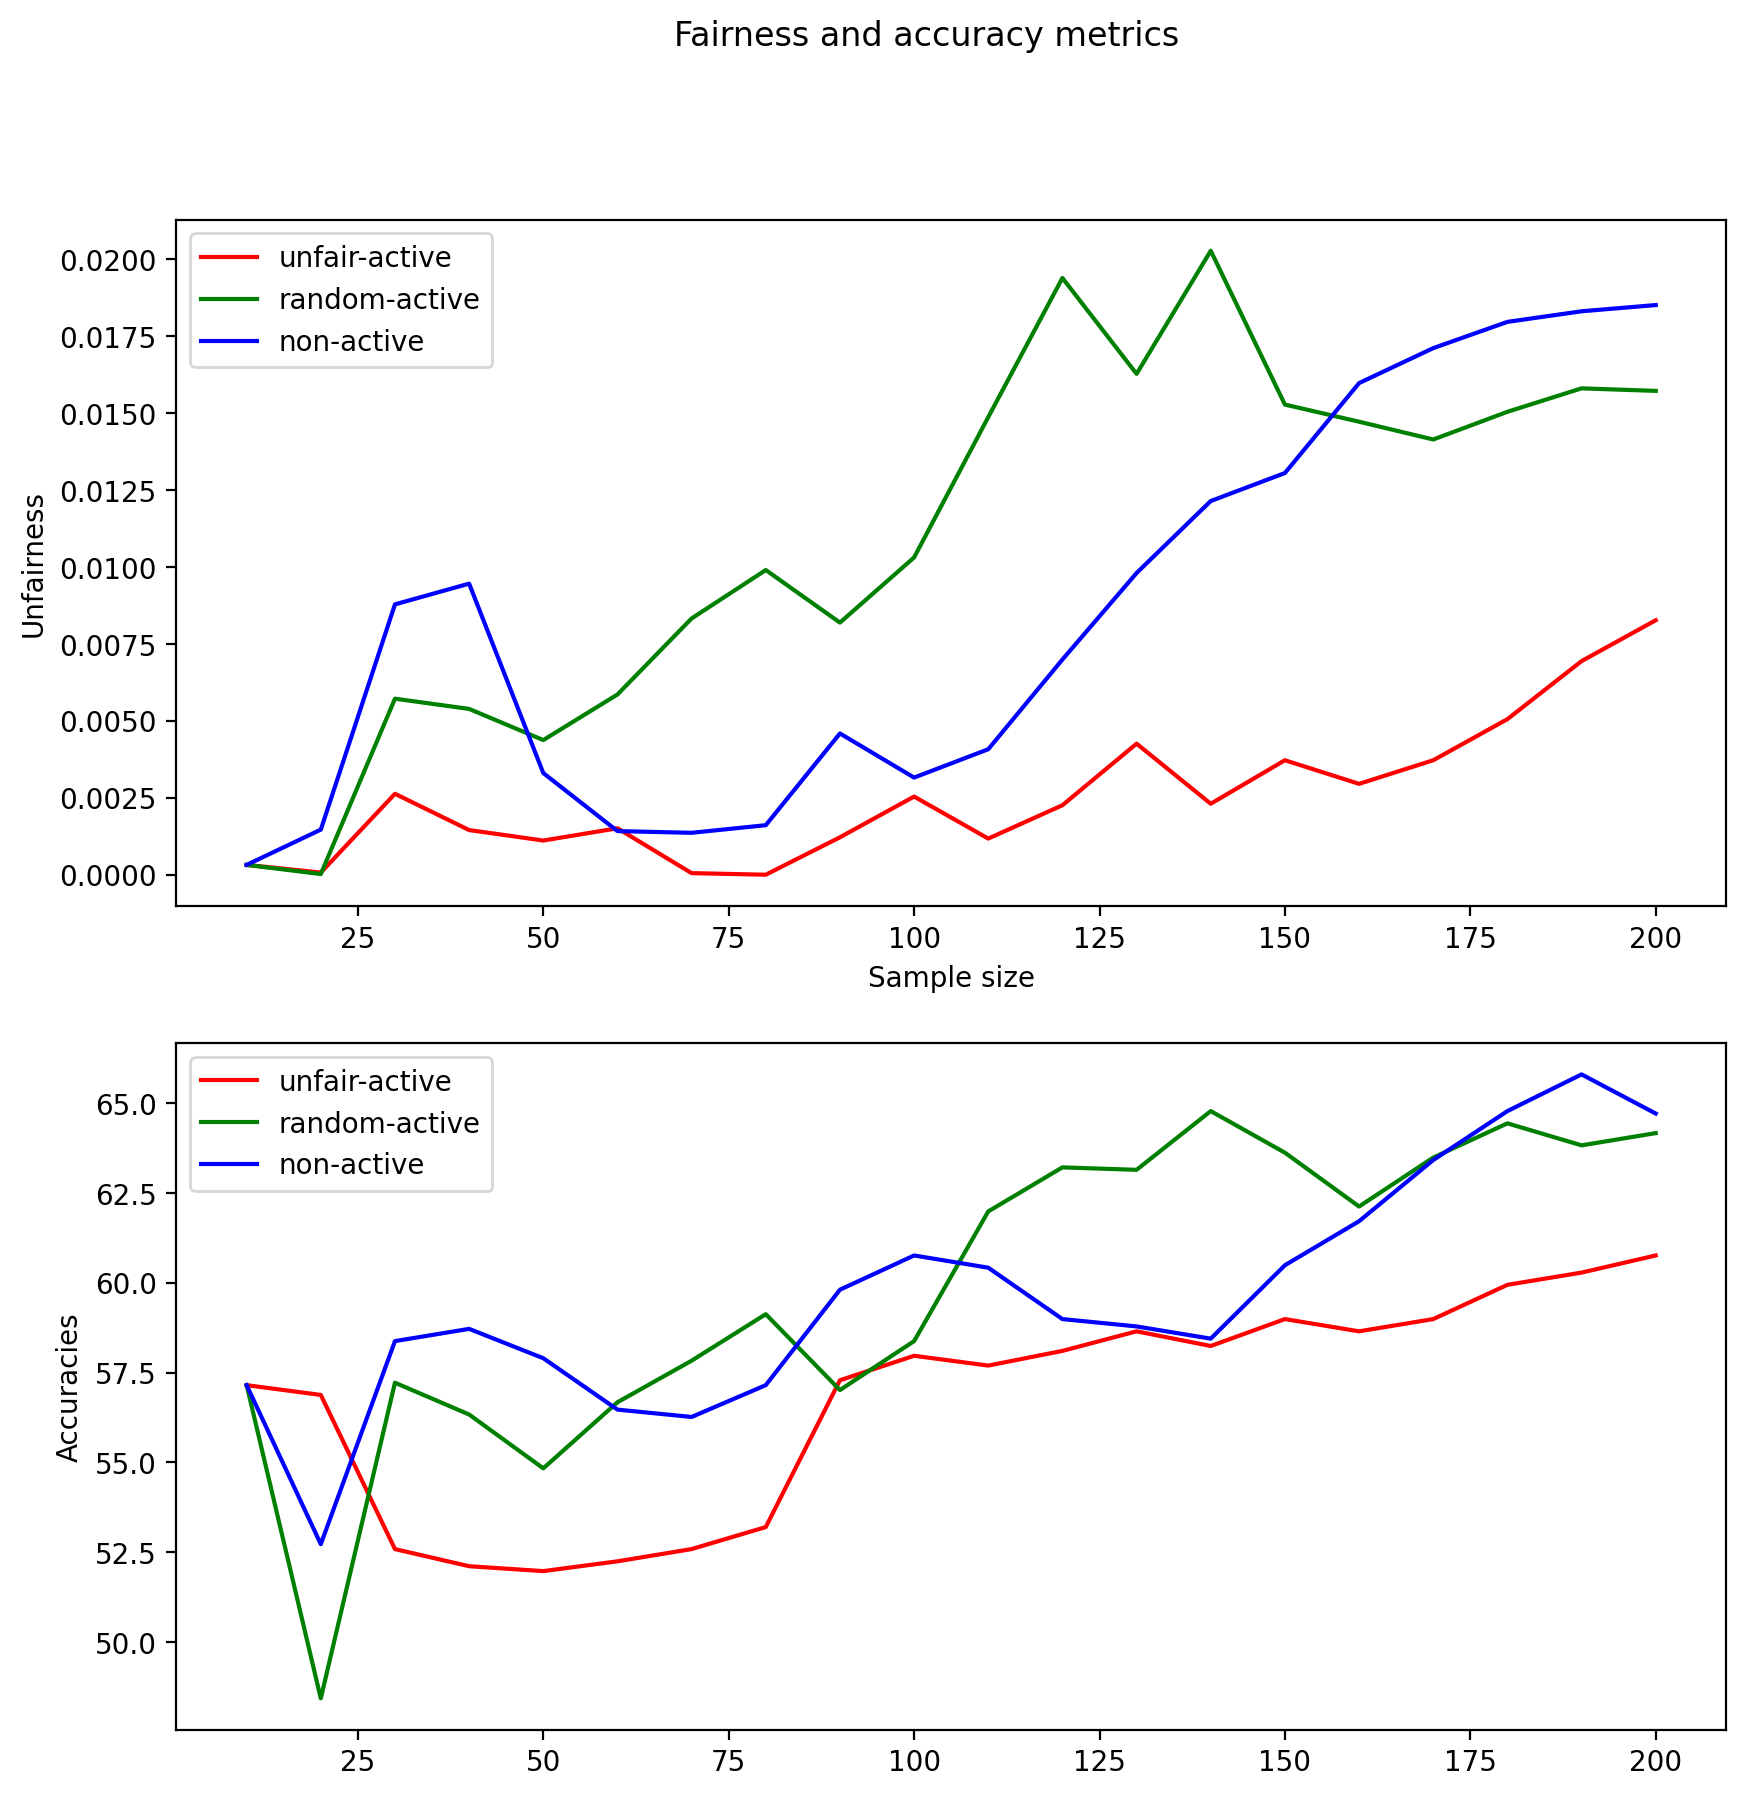 Fairness and accuracy metrics
unfair-active
random-active
non-active
0.0200
0.0175
0.0150
0.0125
0.0100
0.0075
0.0050
0.0025
0.0000
Unfairness
25 50 75 100 125 150 175 200
Sample size
unfair-active
random-active
non-active
65.0
62.5
60.0
57.5
55.0
52.5
50.0
Accuracies
25 50 75 100 125 150 175 200